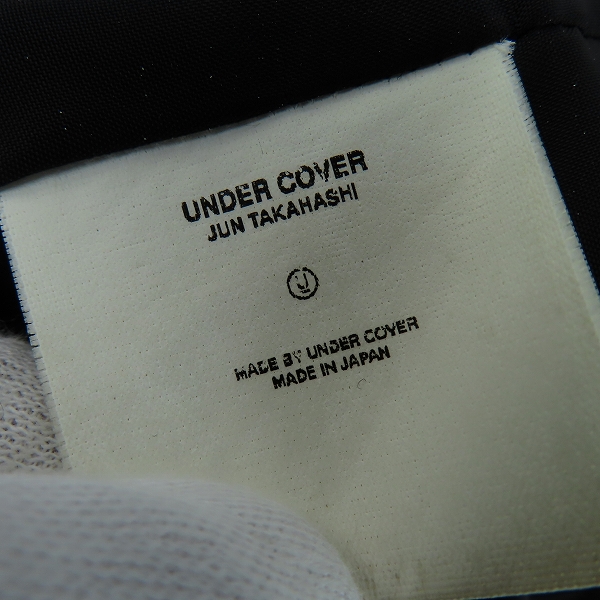 UNDER COVER
JUN TAKAHASHI
U
MADE BY UNDER COVER
MADE IN JAPAN